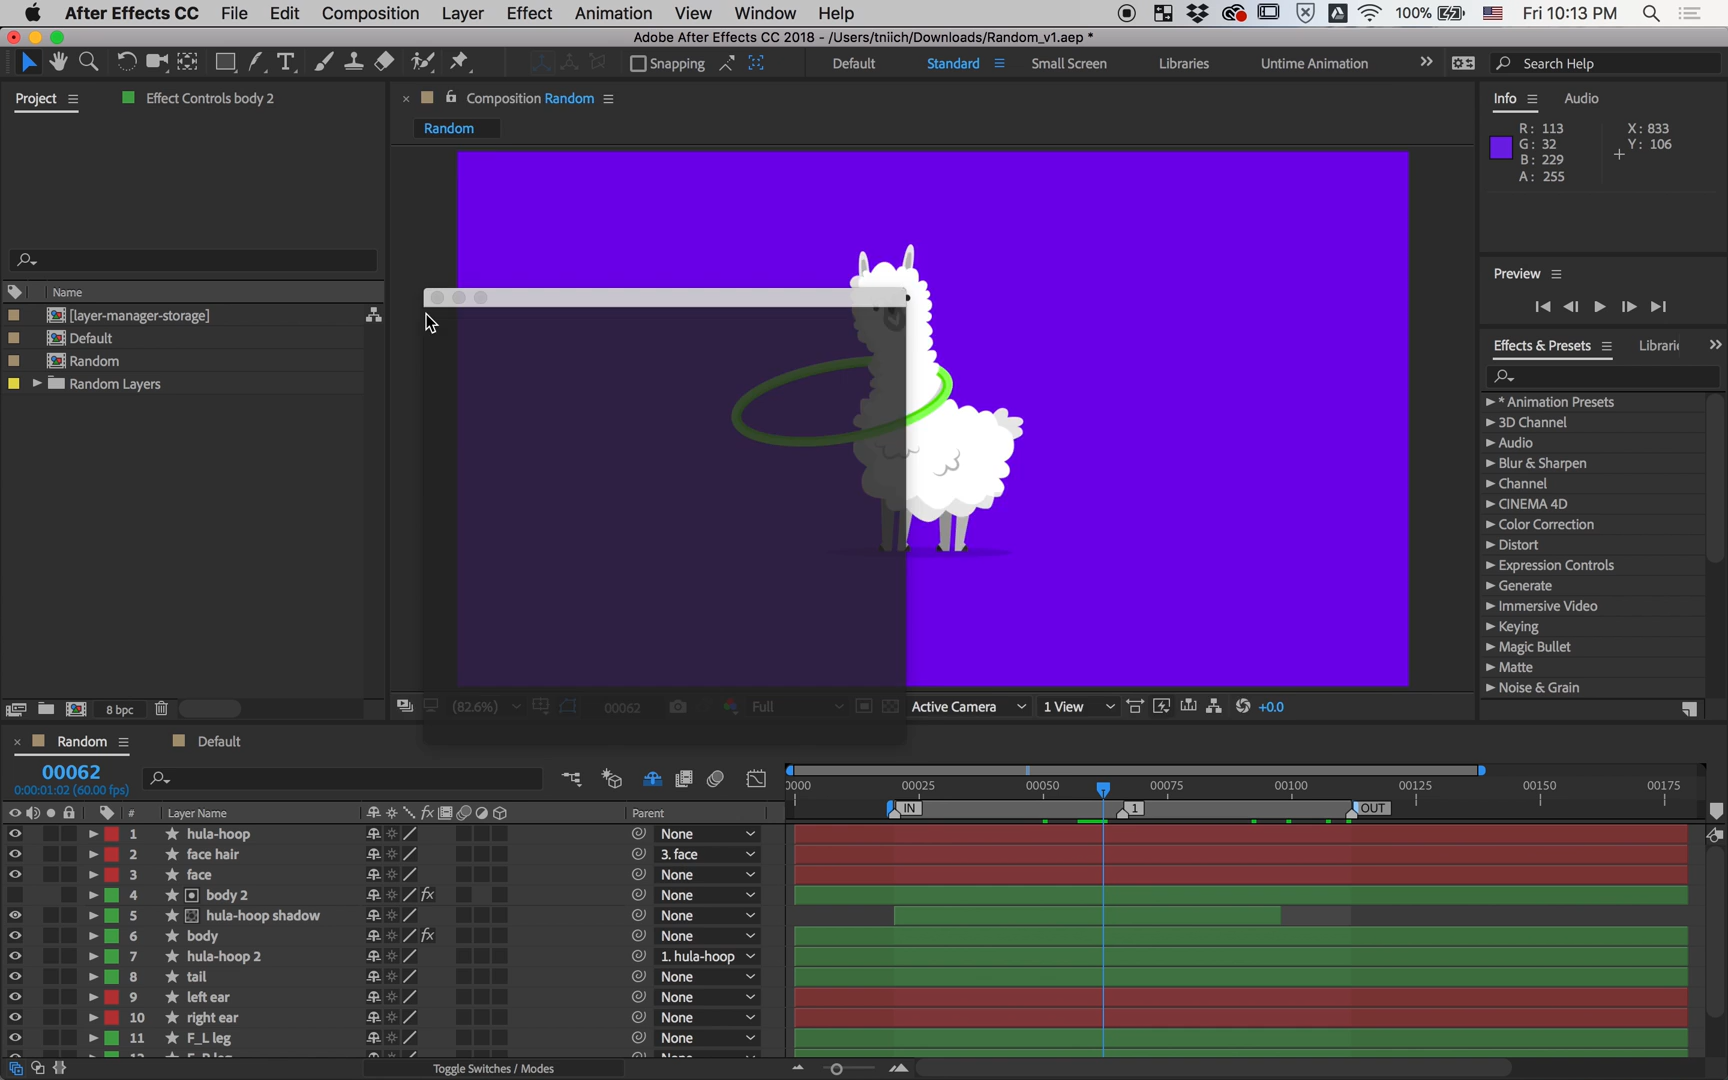 After Effects CC File Edit Composition Layer Effect Animation View Window Help 100% Fri 10:13 PM
Adobe After Effects CC 2018 - /Users/tniich/Downloads/Random_v1.aep *
Snapping Default Standard Small Screen Libraries Untime Animation Search Help
Project Effect Controls body 2
Composition Random
Random
Info Audio
R: 113 X: 833
G: 32 Y: 106
B: 229
A: 255
Preview
Name
[layer-manager-storage]
Default
Random
Random Layers
Effects & Presets Librari
* Animation Presets
3D Channel
Audio
Blur & Sharpen
Channel
CINEMA 4D
Color Correction
Distort
Expression Controls
Generate
Immersive Video
Keying
Magic Bullet
Matte
Noise & Grain
8 bpc
(82.6%) 00062 Full Active Camera 1 View +0.0
Random Default
00062
0:00:01:02 (60.00 fps)
0000 00025 00050 00075 00100 00125 00150 00175
IN 1 OUT
# Layer Name fx Parent
1 hula-hoop None
2 face hair 3. face
3 face None
4 body 2 fx None
5 hula-hoop shadow None
6 body fx None
7 hula-hoop 2 1. hula-hoop
8 tail None
9 left ear None
10 right ear None
11 F_L leg None
Toggle Switches / Modes